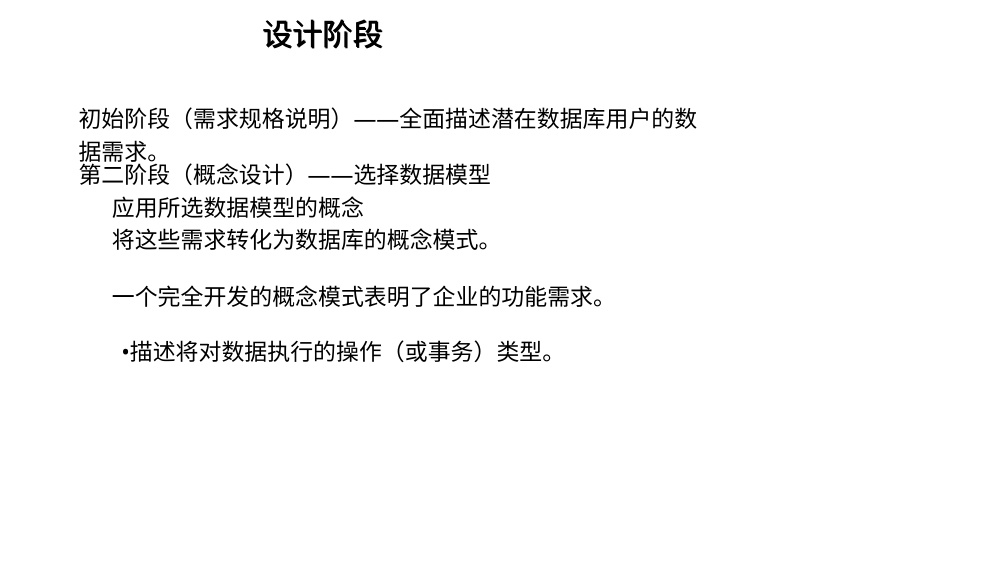 设计阶段
初始阶段（需求规格说明）——全面描述潜在数据库用户的数
据需求。
第二阶段（概念设计）——选择数据模型
应用所选数据模型的概念
将这些需求转化为数据库的概念模式。
一个完全开发的概念模式表明了企业的功能需求。
•描述将对数据执行的操作（或事务）类型。